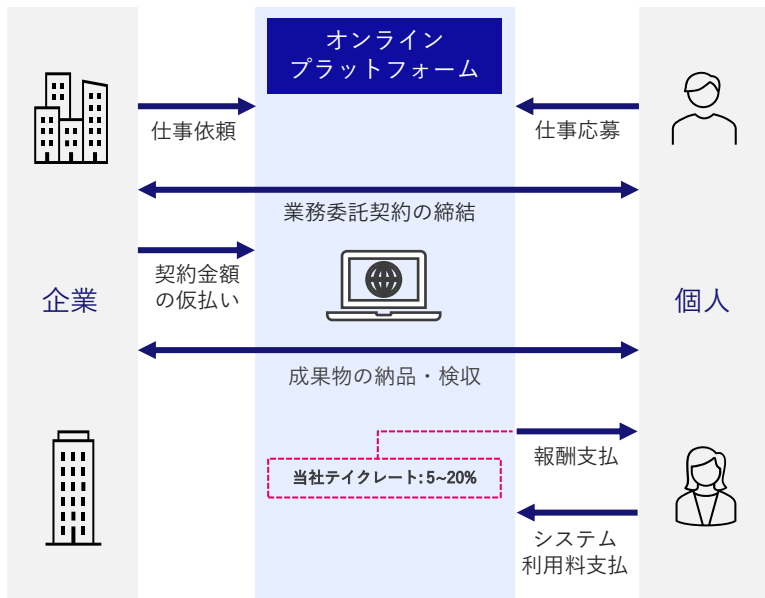 オンライン
プラットフォーム
仕事依頼
仕事応募
業務委託契約の締結
契約金額
の仮払い
企業
個人
成果物の納品・検収
報酬支払
当社テイクレート: 5~20%
システム
利用料支払